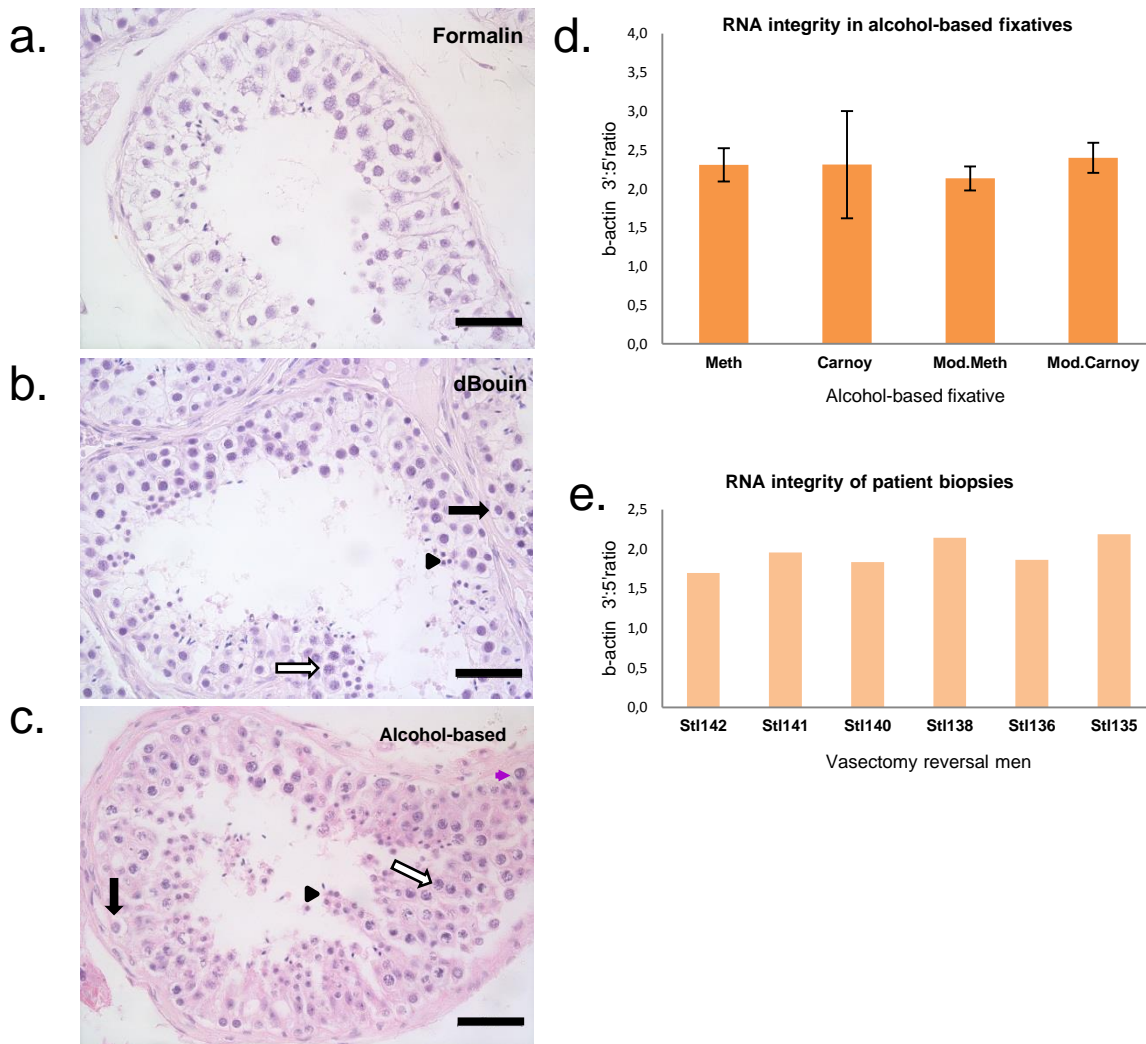 a.
Formalin
b.
dBouin
c.
Alcohol-based
d.
RNA integrity in alcohol-based fixatives
4,0
3,5
3,0
2,5
2,0
1,5
1,0
0,5
0,0
b-actin 3':5'ratio
Meth Carnoy Mod.Meth Mod.Carnoy
Alcohol-based fixative
e.
RNA integrity of patient biopsies
2,5
2,0
1,5
1,0
0,5
0,0
b-actin 3':5'ratio
Stl142 Stl141 Stl140 Stl138 Stl136 Stl135
Vasectomy reversal men